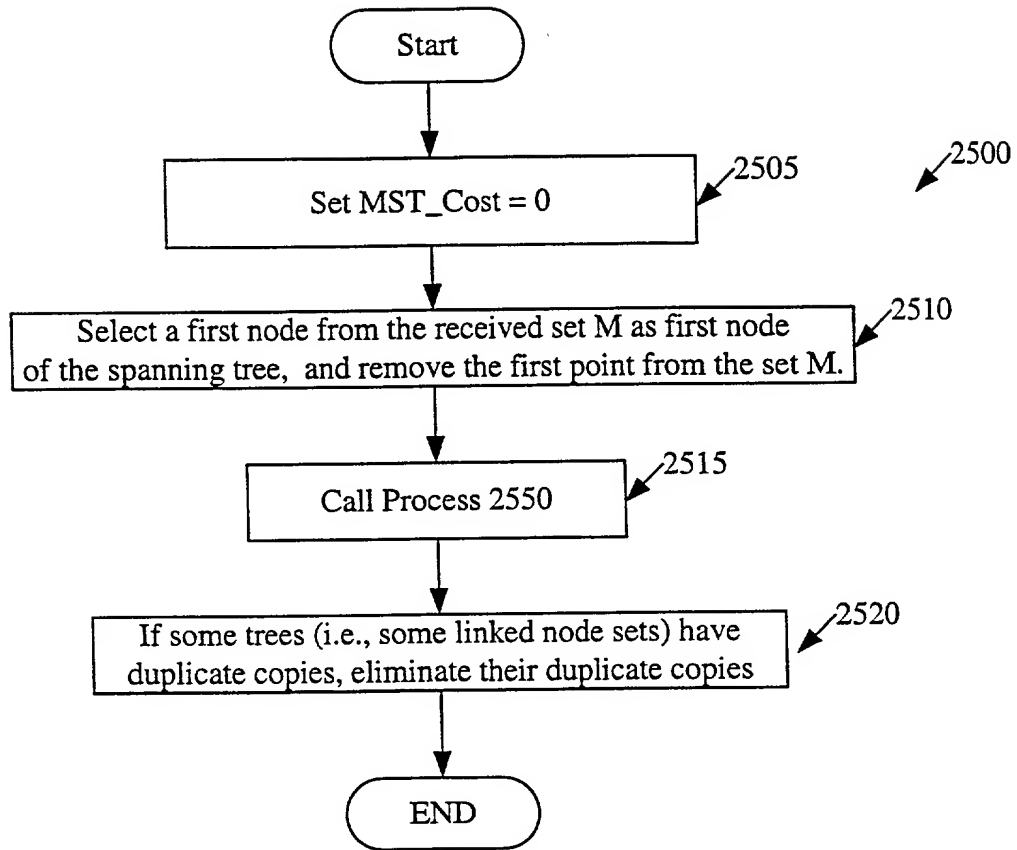 Start
2500
2505
Set MST_Cost = 0
2510
Select a first node from the received set M as first node
of the spanning tree, and remove the first point from the set M.
2515
Call Process 2550
2520
If some trees (i.e., some linked node sets) have
duplicate copies, eliminate their duplicate copies
END